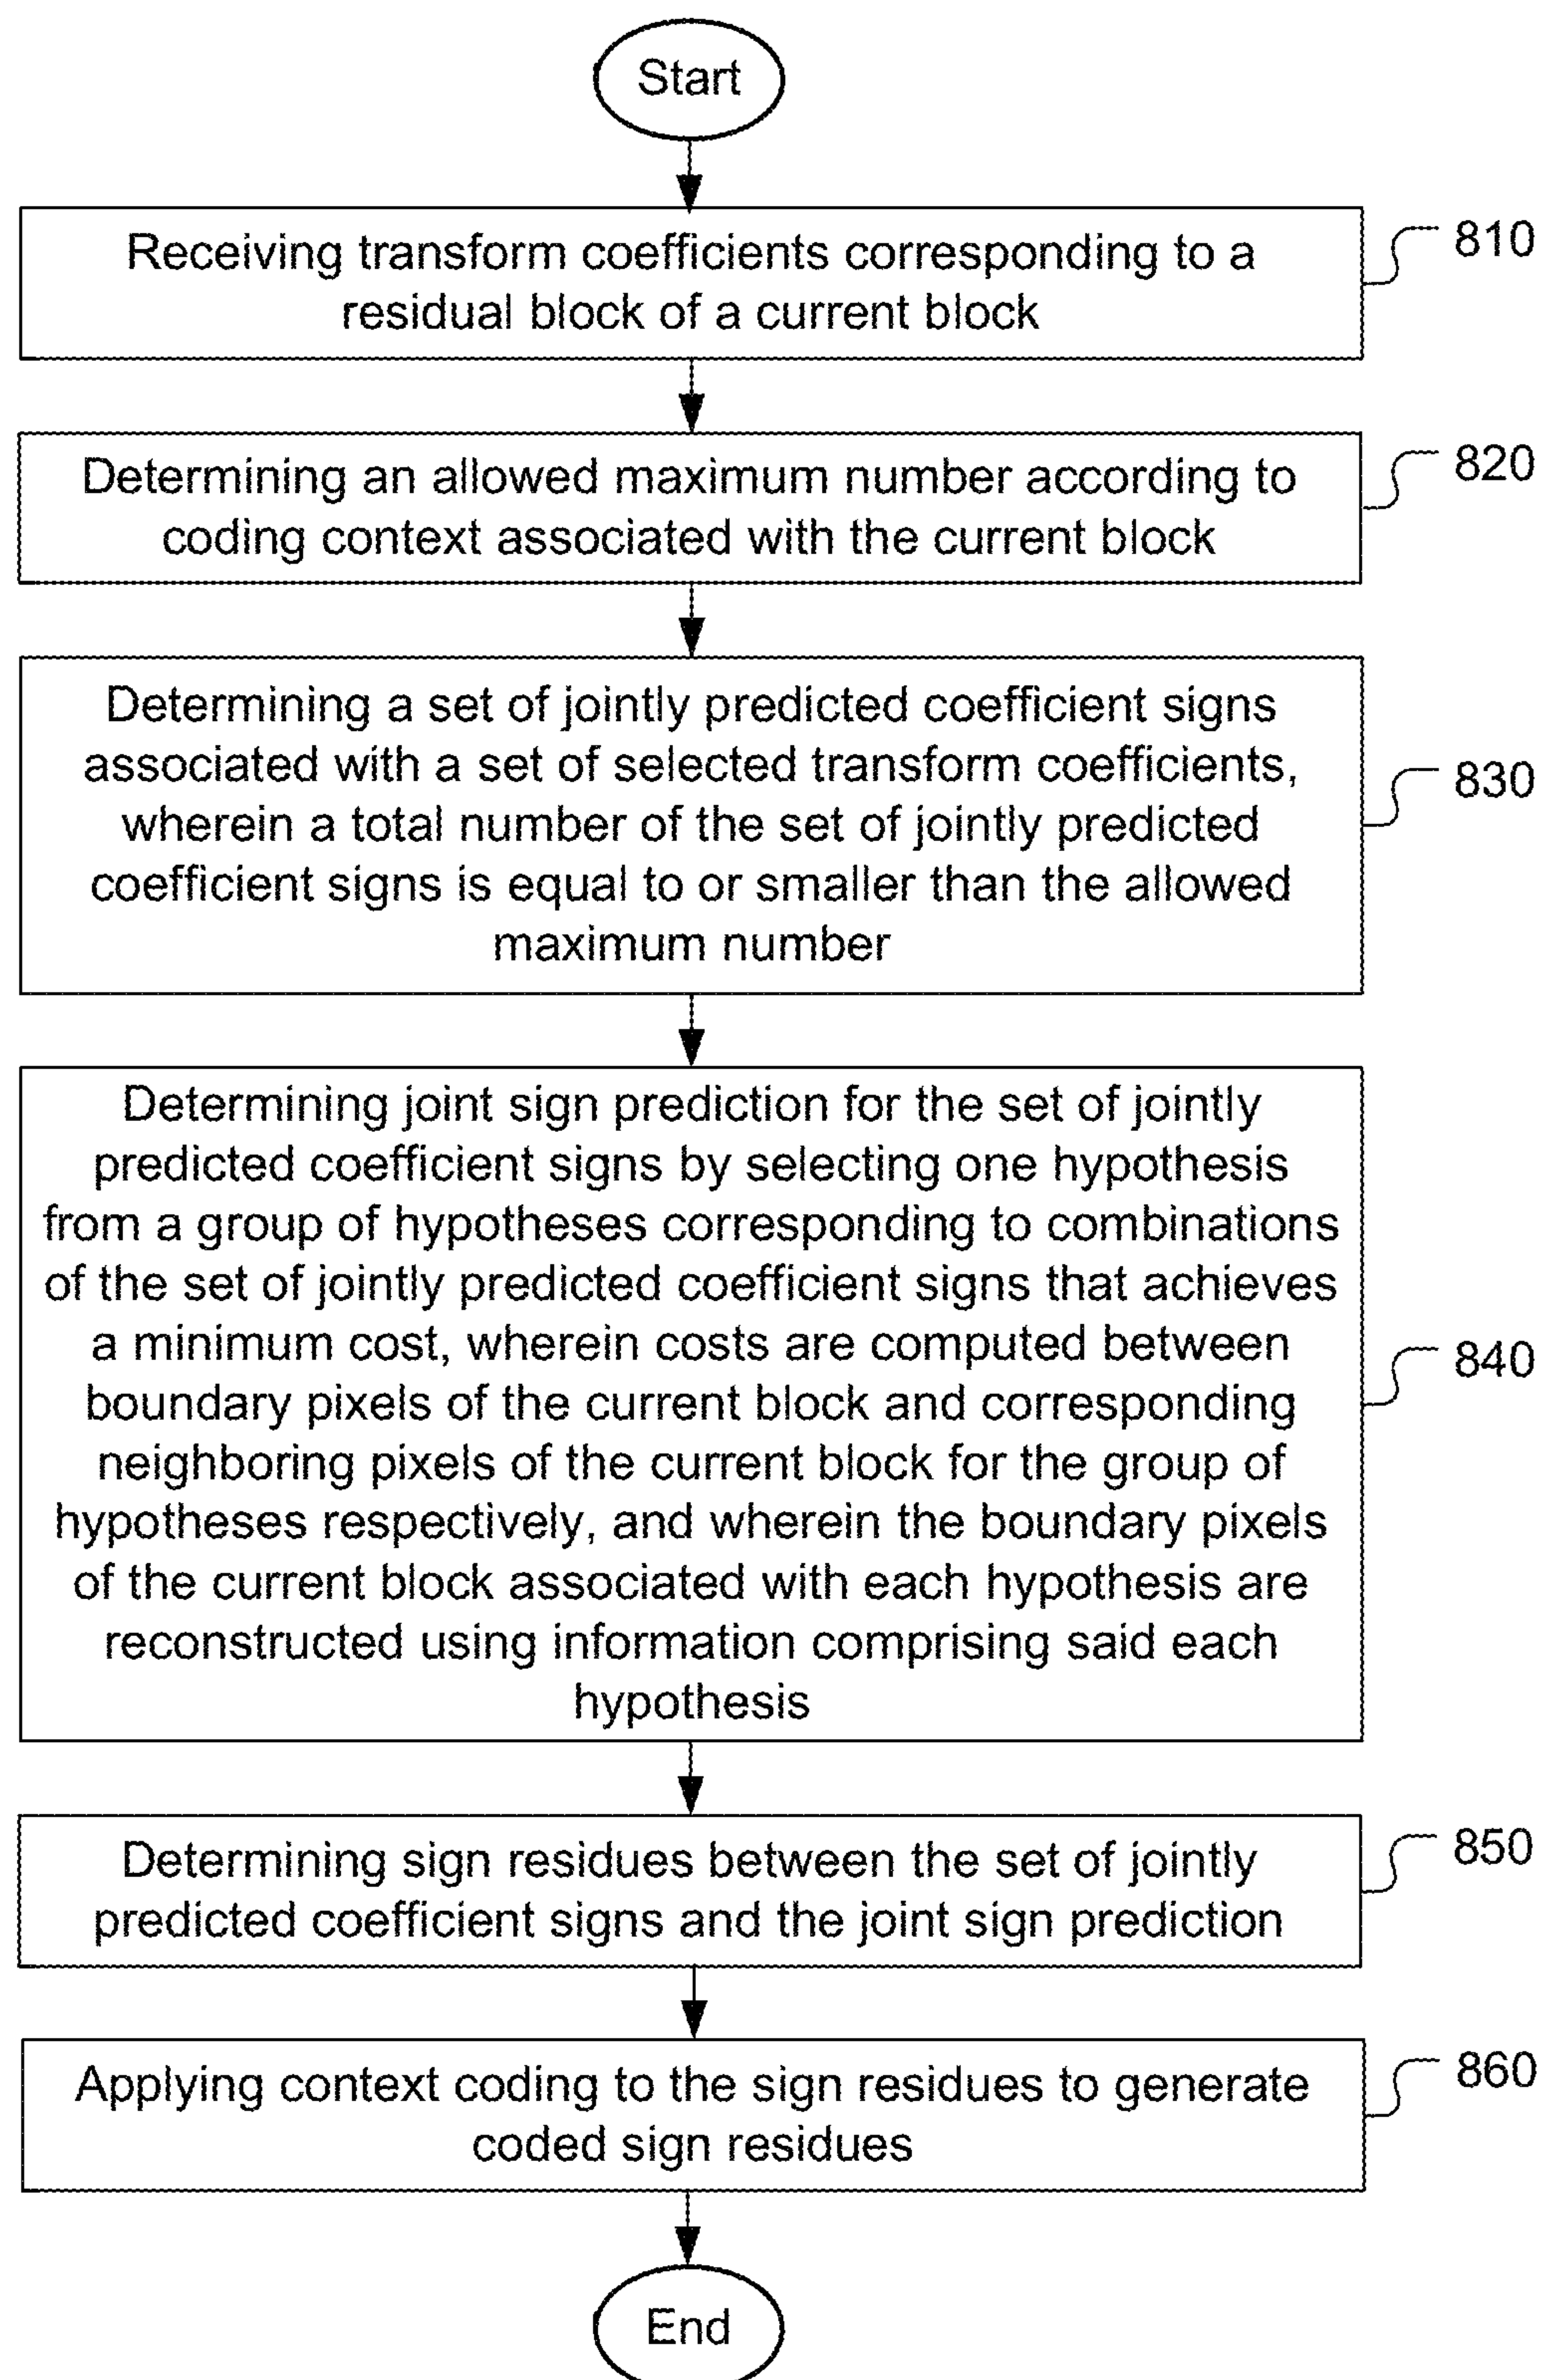 Start
Receiving transform coefficients corresponding to a
residual block of a current block
810
Determining an allowed maximum number according to
coding context associated with the current block
820
Determining a set of jointly predicted coefficient signs
associated with a set of selected transform coefficients,
wherein a total number of the set of jointly predicted
coefficient signs is equal to or smaller than the allowed
maximum number
830
Determining joint sign prediction for the set of jointly
predicted coefficient signs by selecting one hypothesis
from a group of hypotheses corresponding to combinations
of the set of jointly predicted coefficient signs that achieves
a minimum cost, wherein costs are computed between
boundary pixels of the current block and corresponding
neighboring pixels of the current block for the group of
hypotheses respectively, and wherein the boundary pixels
of the current block associated with each hypothesis are
reconstructed using information comprising said each
hypothesis
840
Determining sign residues between the set of jointly
predicted coefficient signs and the joint sign prediction
850
Applying context coding to the sign residues to generate
coded sign residues
860
End